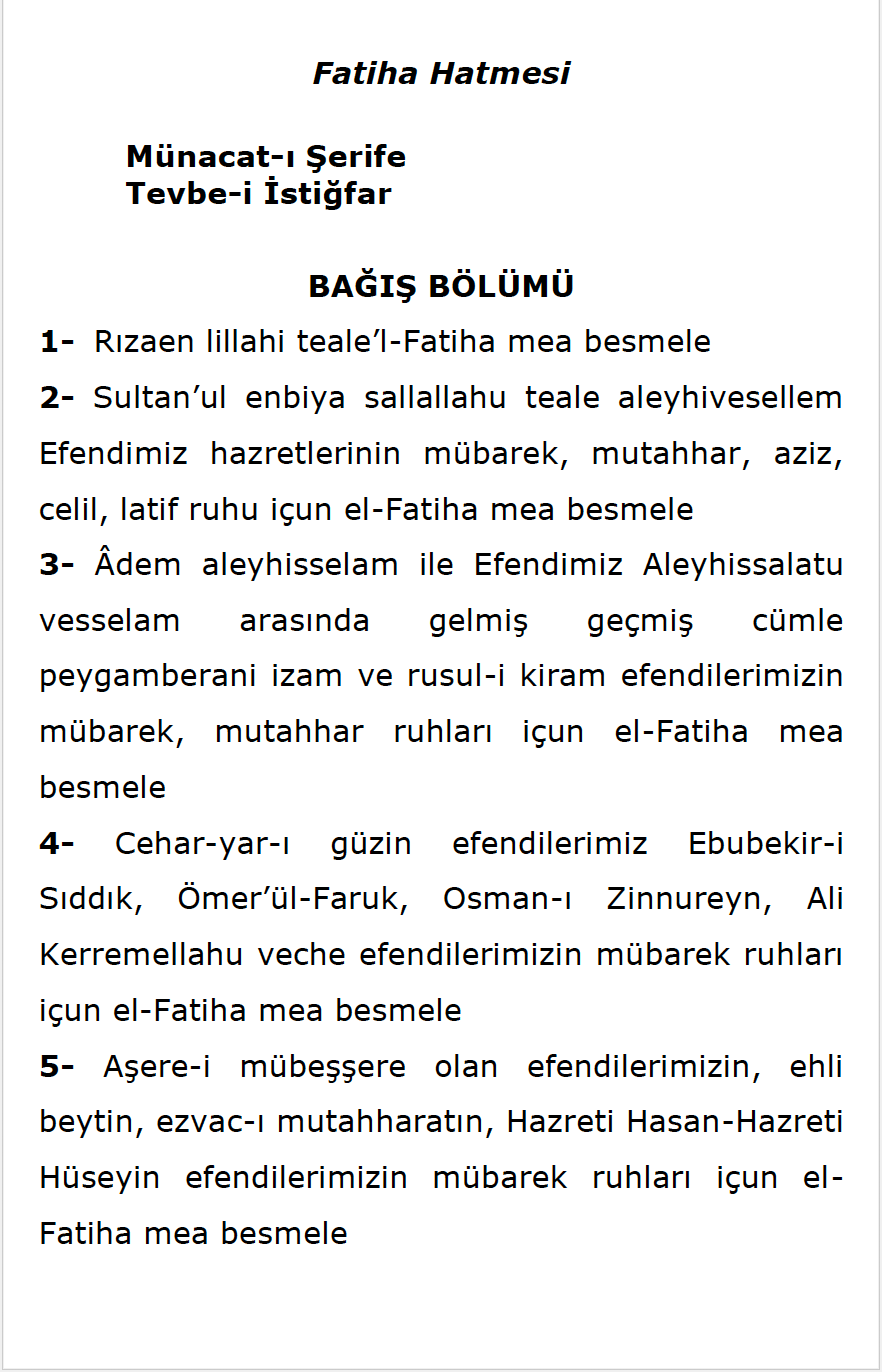 Fatiha Hatmesi
Münacat-ı Şerife
Tevbe-i İstiğfar
BAĞIŞ BÖLÜMÜ
1- Rızaen lillahi teale’l-Fatiha mea besmele
2- Sultan’ul enbiya sallallahu teale aleyhivesellem
Efendimiz hazretlerinin mübarek, mutahhar, aziz,
celil, latif ruhu içun el-Fatiha mea besmele
3- Âdem aleyhisselam ile Efendimiz Aleyhissalatu
vesselam arasında gelmiş geçmiş cümle
peygamberani izam ve rusul-i kiram efendilerimizin
mübarek, mutahhar ruhları içun el-Fatiha mea
besmele
4- Cehar-yar-ı güzin efendilerimiz Ebubekir-i
Sıddık, Ömer’ül-Faruk, Osman-ı Zinnureyn, Ali
Kerremellahu veche efendilerimizin mübarek ruhları
içun el-Fatiha mea besmele
5- Aşere-i mübeşşere olan efendilerimizin, ehli
beytin, ezvac-ı mutahharatın, Hazreti Hasan-Hazreti
Hüseyin efendilerimizin mübarek ruhları içun el-
Fatiha mea besmele